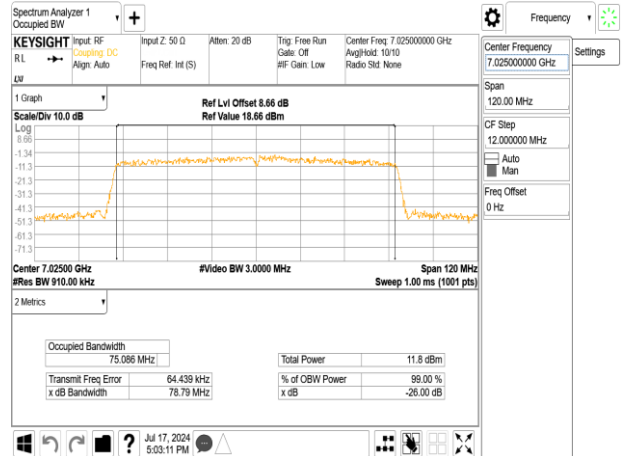 Spectrum Analyzer 1
Occupied BW
+
Frequency
KEYSIGHT
RL
Input: RF
Coupling: DC
Align: Auto
Input Z: 50 Ω
Freq Ref: Int (S)
Atten: 20 dB
Trig: Free Run
Gate: Off
#IF Gain: Low
Center Freq: 7.025000000 GHz
Avg|Hold: 10/10
Radio Std: None
Center Frequency
7.025000000 GHz
Settings
Span
120.00 MHz
CF Step
12.000000 MHz
Auto
Man
Freq Offset
0 Hz
1 Graph
Scale/Div 10.0 dB
Ref Lvl Offset 8.66 dB
Ref Value 18.66 dBm
Log
8.66
-1.34
-11.3
-21.3
-31.3
-41.3
-51.3
-61.3
-71.3
Center 7.02500 GHz
#Video BW 3.0000 MHz
Span 120 MHz
#Res BW 910.00 kHz
Sweep 1.00 ms (1001 pts)
2 Metrics
Occupied Bandwidth
75.086 MHz
Total Power 11.8 dBm
Transmit Freq Error 64.439 kHz
% of OBW Power 99.00 %
x dB Bandwidth 78.79 MHz
x dB -26.00 dB
?
Jul 17, 2024
5:03:11 PM